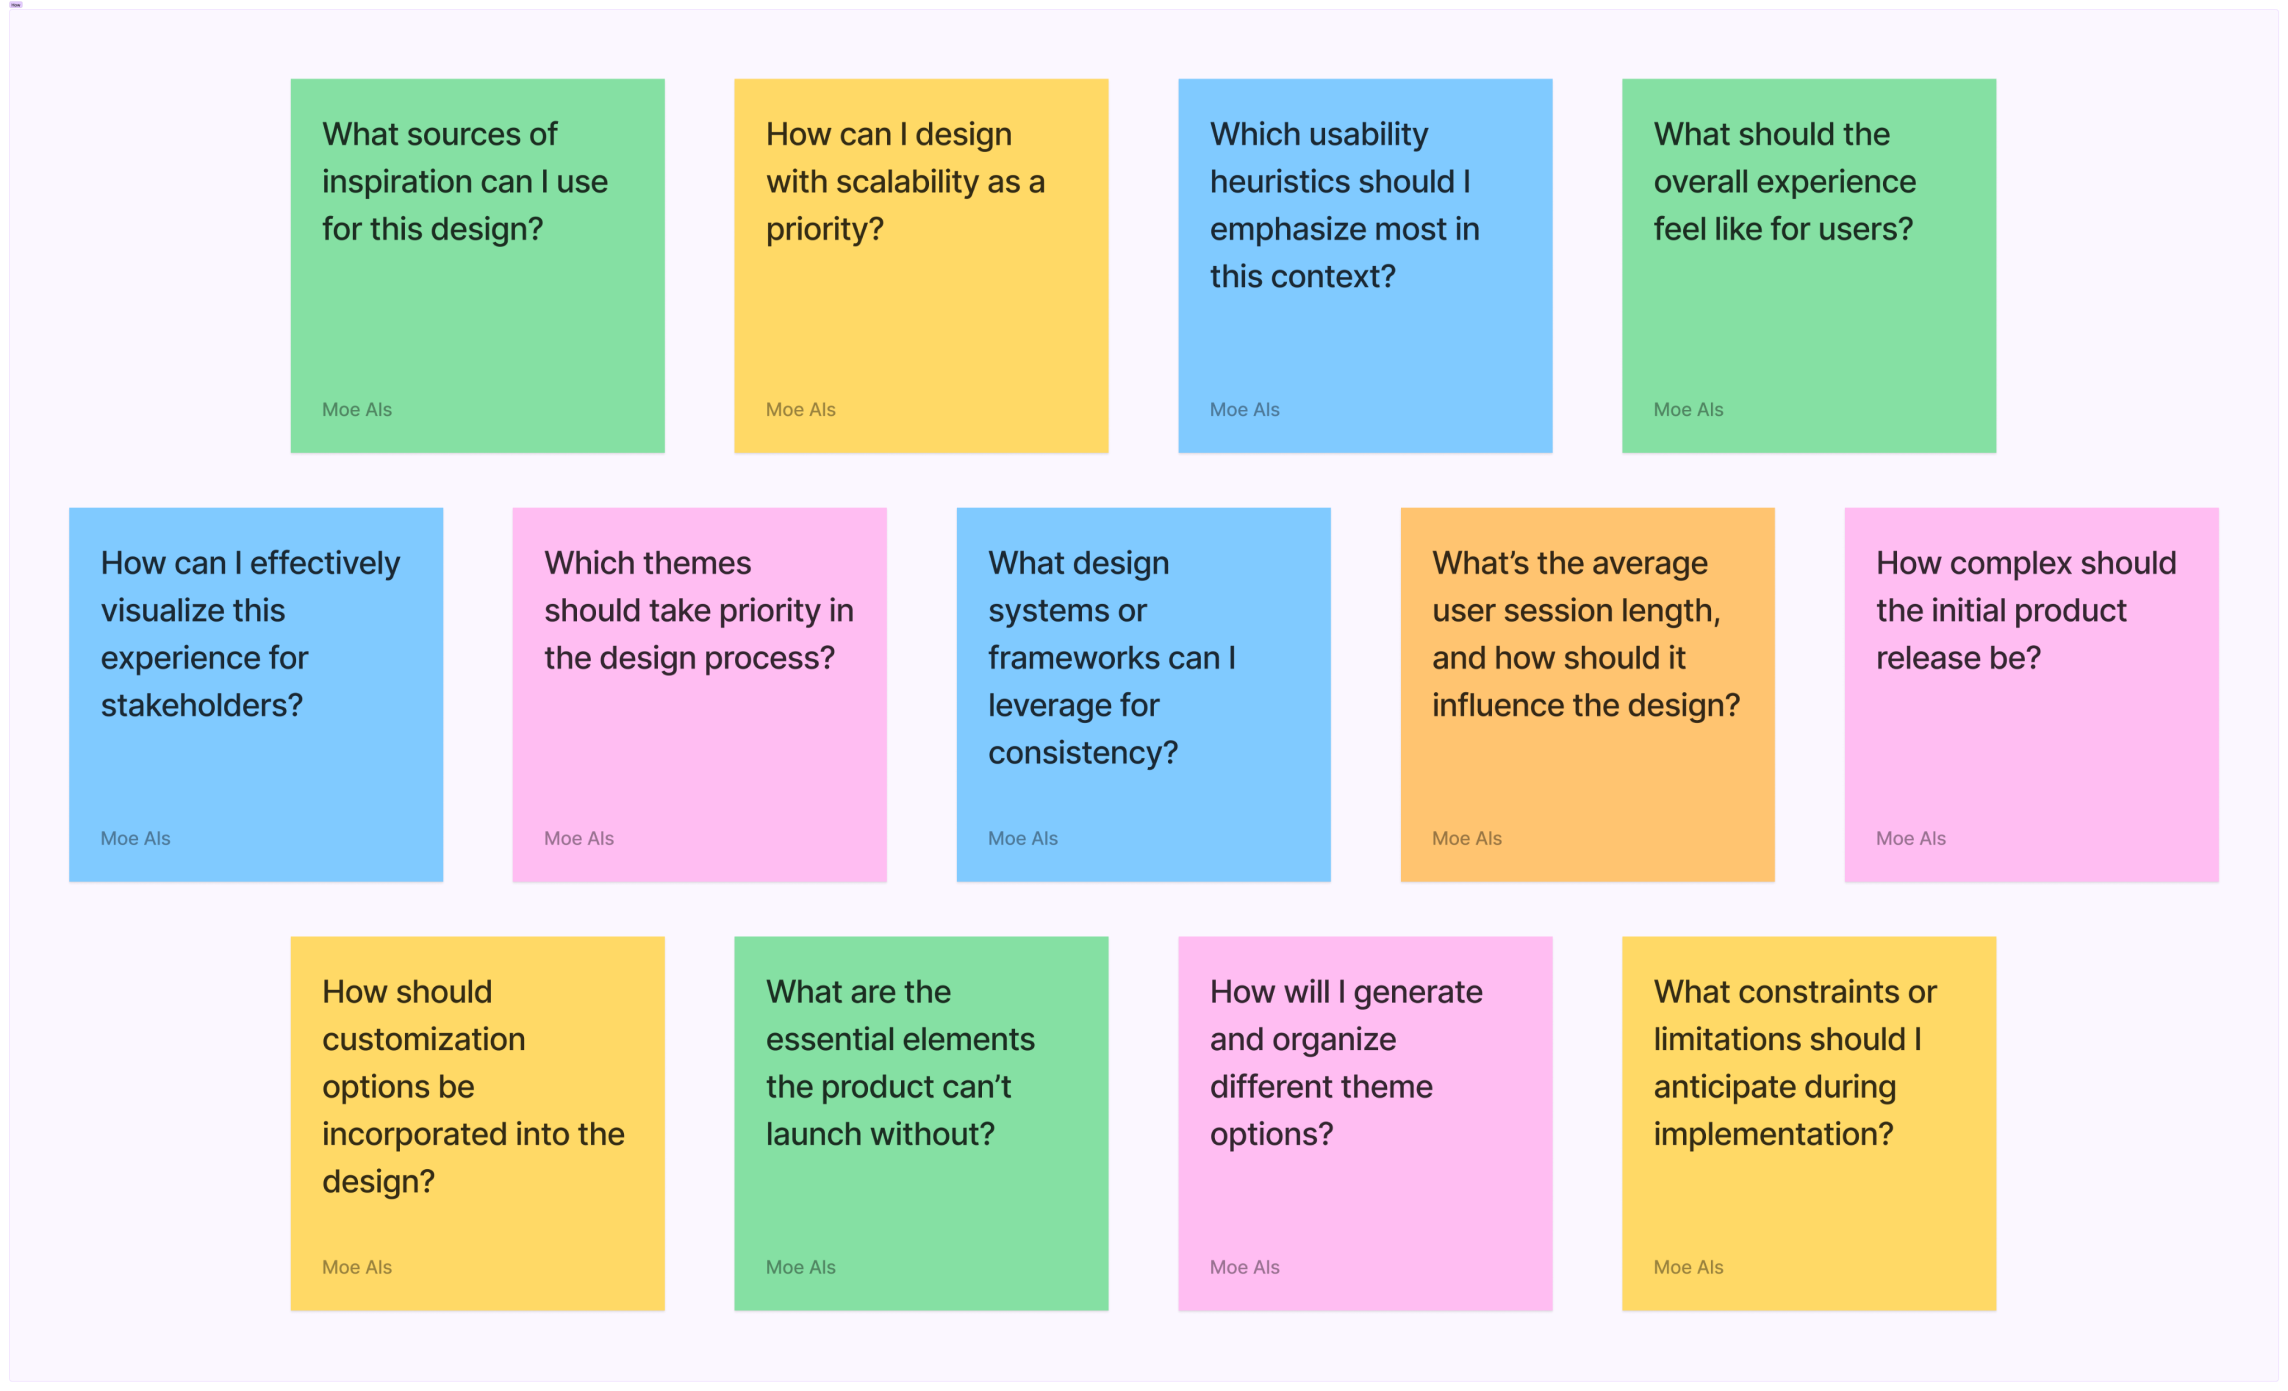 What sources of
inspiration can I use
for this design?
Moe Als
How can I design
with scalability as a
priority?
Moe Als
Which usability
heuristics should I
emphasize most in
this context?
Moe Als
What should the
overall experience
feel like for users?
Moe Als
How can I effectively
visualize this
experience for
stakeholders?
Moe Als
Which themes
should take priority in
the design process?
Moe Als
What design
systems or
frameworks can I
leverage for
consistency?
Moe Als
What’s the average
user session length,
and how should it
influence the design?
Moe Als
How complex should
the initial product
release be?
Moe Als
How should
customization
options be
incorporated into the
design?
Moe Als
What are the
essential elements
the product can’t
launch without?
Moe Als
How will I generate
and organize
different theme
options?
Moe Als
What constraints or
limitations should I
anticipate during
implementation?
Moe Als